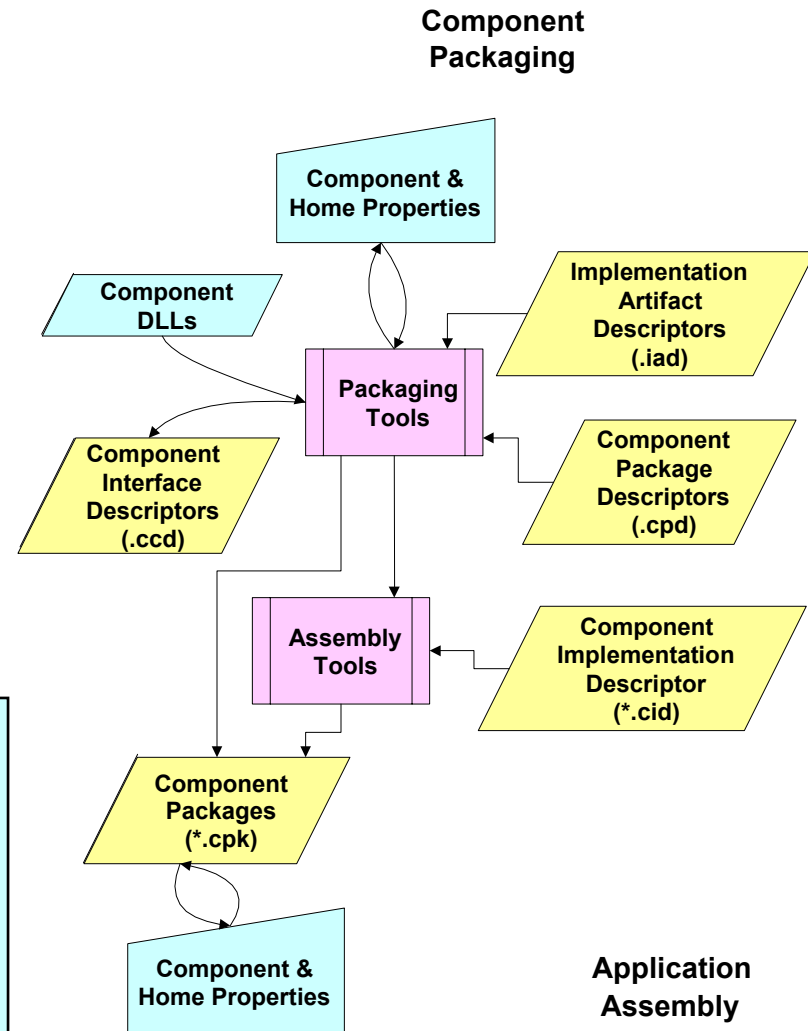 Component
Packaging
Component &
Home Properties
Component
DLLs
Implementation
Artifact
Descriptors
(.iad)
Packaging
Tools
Component
Interface
Descriptors
(.ccd)
Component
Package
Descriptors
(.cpd)
Assembly
Tools
Component
Implementation
Descriptor
(*.cid)
Component
Packages
(*.cpk)
Component &
Home Properties
Application
Assembly